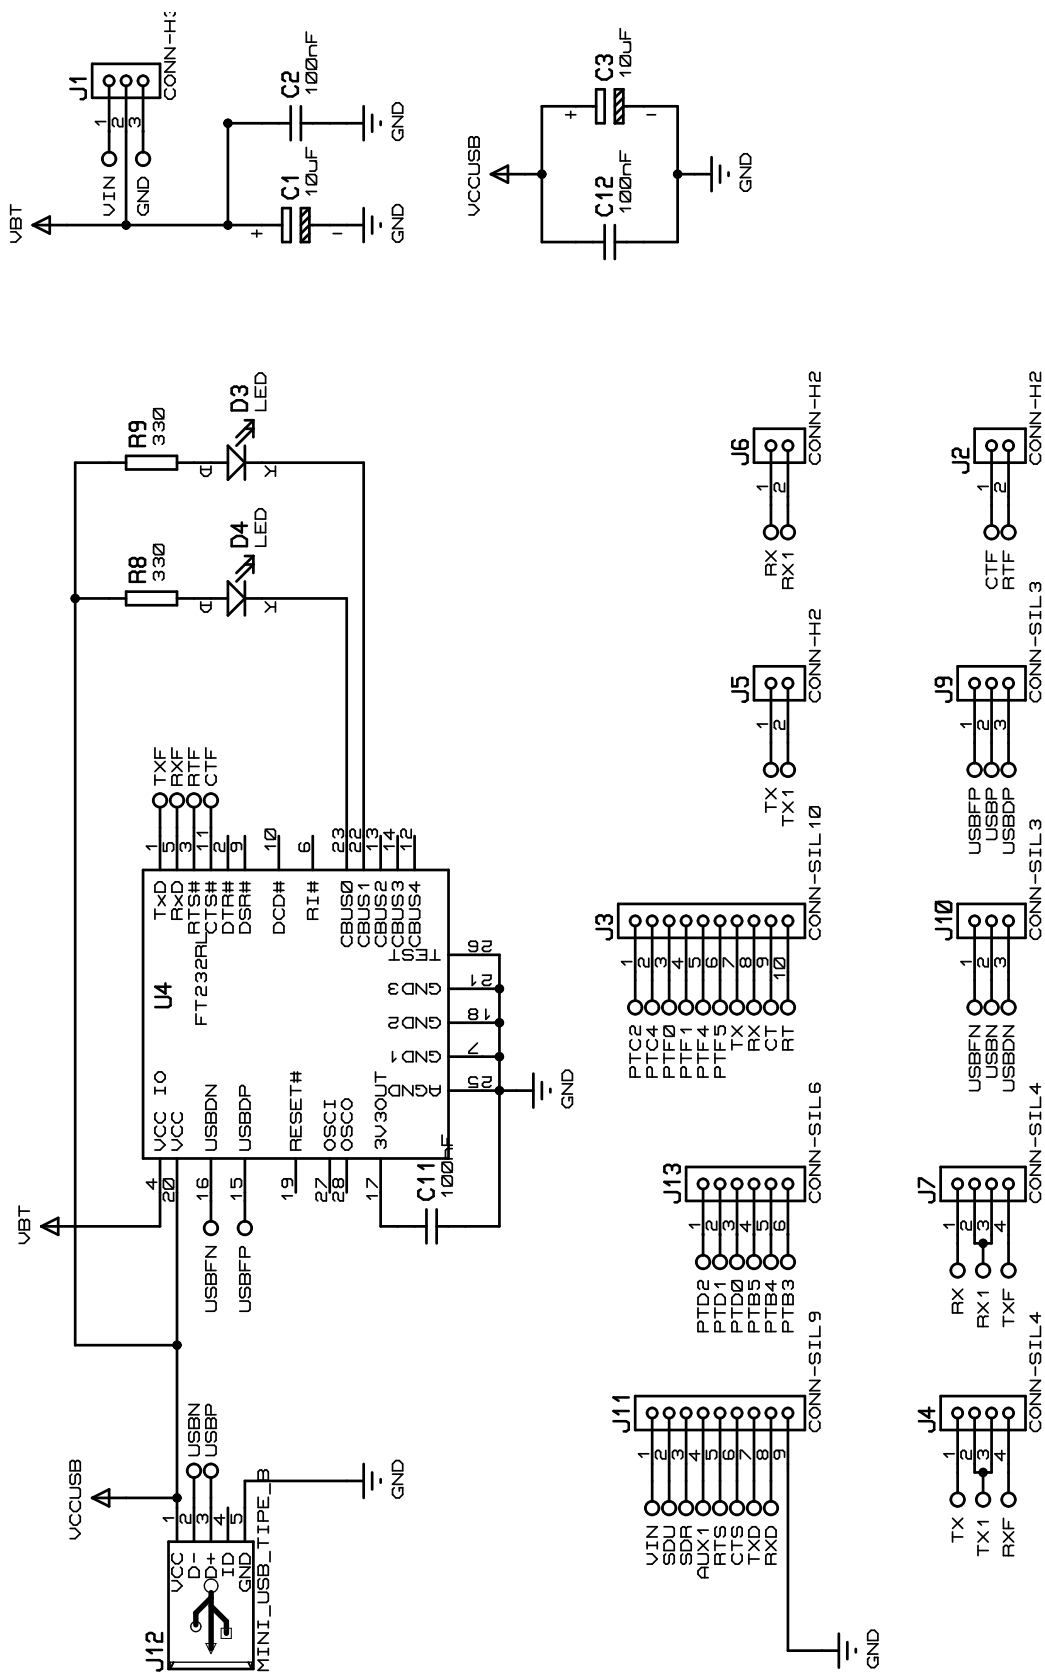 VBT
J1
CONN-H3
1
2
3
VIN
GND
C2
100nF
GND
C1
10uF
+
-
GND
VCCUSB
C3
10uF
+
-
C12
100nF
GND
R9
330
A
K
D3
LED
R8
330
A
K
D4
LED
VBT
U4
FT232RL
VCC IO
VCC
USBDN
USBDP
RESET#
OSCI
OSCO
3V3OUT
4
20
16
15
19
27
28
17
USBFN
USBFP
TxD
RxD
RTS#
CTS#
DTR#
DSR#
DCD#
RI#
CBUS0
CBUS1
CBUS2
CBUS3
CBUS4
1
5
3
11
2
9
10
6
23
22
13
14
12
TXF
RXF
RTF
CTF
AGND
GND1
GND2
GND3
TEST
25
7
18
21
26
GND
C11
100nF
VCCUSB
J12
MINI_USB_TIPE_B
VCC
D-
D+
ID
GND
1
2
3
4
5
USBN
USBP
GND
J11
CONN-SIL9
1
2
3
4
5
6
7
8
9
VIN
SDU
SDR
AUX1
RTS
CTS
TXD
RXD
GND
J13
CONN-SIL6
1
2
3
4
5
6
PTD2
PTD1
PTD0
PTB5
PTB4
PTB3
J3
CONN-SIL10
1
2
3
4
5
6
7
8
9
10
PTC2
PTC4
PTF0
PTF1
PTF4
PTF5
TX
RX
CT
RT
J5
CONN-H2
1
2
TX
TX1
J6
CONN-H2
1
2
RX
RX1
J4
CONN-SIL4
1
2
3
4
TX
TX1
RXF
J7
CONN-SIL4
1
2
3
4
RX
RX1
TXF
J10
CONN-SIL3
1
2
3
USBFN
USBN
USBDN
J9
CONN-SIL3
1
2
3
USBFP
USBP
USBDP
J2
CONN-H2
1
2
CTF
RTF